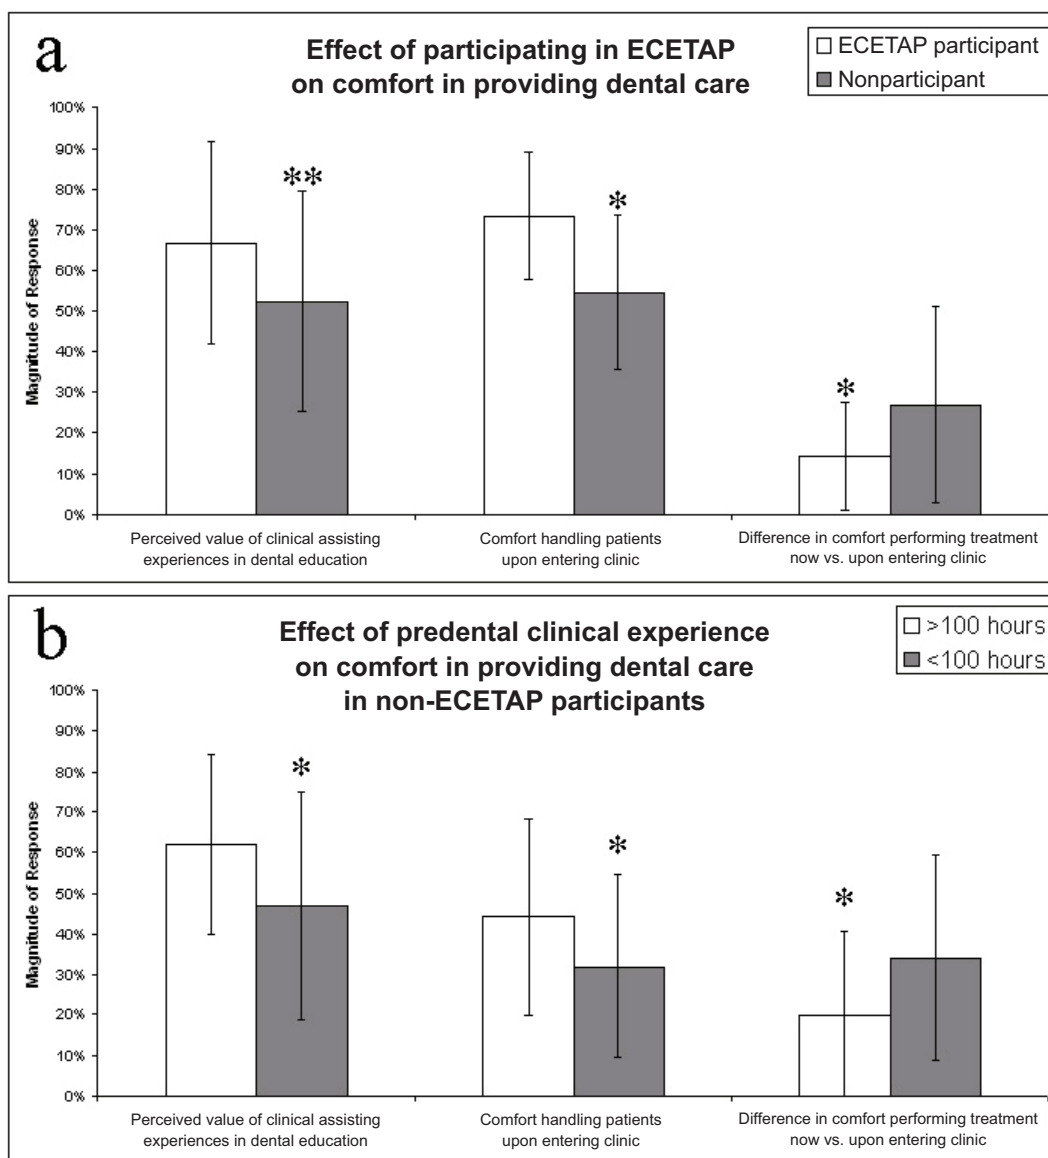 a
Effect of participating in ECETAP
on comfort in providing dental care
ECETAP participant
Nonparticipant
Magnitude of Response
100%
90%
80%
70%
60%
50%
40%
30%
20%
10%
0%
**
*
*
Perceived value of clinical assisting
experiences in dental education
Comfort handling patients
upon entering clinic
Difference in comfort performing treatment
now vs. upon entering clinic
b
Effect of predental clinical experience
on comfort in providing dental care
in non-ECETAP participants
>100 hours
<100 hours
Magnitude of Response
100%
90%
80%
70%
60%
50%
40%
30%
20%
10%
0%
*
*
*
Perceived value of clinical assisting
experiences in dental education
Comfort handling patients
upon entering clinic
Difference in comfort performing treatment
now vs. upon entering clinic